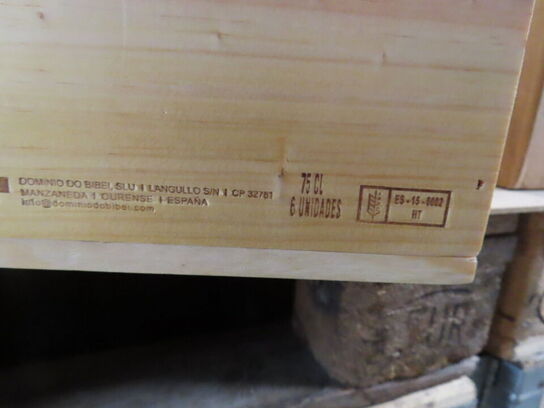 DOMINIO DO BIBEI, SLU | LANGULLO S/N | CP 32781
MANZANEDA | OURENSE | ESPAÑA
info@dominiodobibei.com
75 CL
6 UNIDADES
ES-15-0002
HT
UR